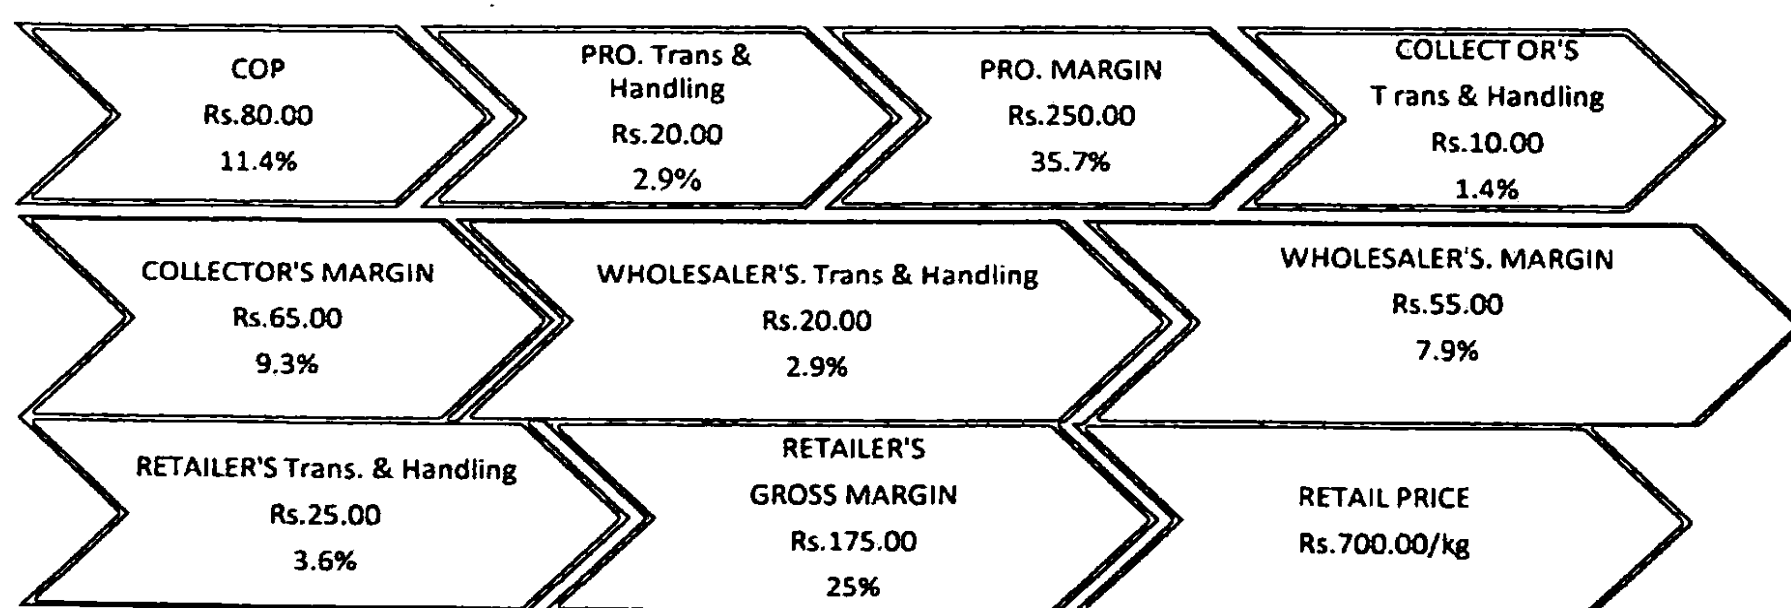 COP
Rs.80.00
11.4%
PRO. Trans &
Handling
Rs.20.00
2.9%
PRO. MARGIN
Rs.250.00
35.7%
COLLECT OR'S
T rans & Handling
Rs.10.00
1.4%
COLLECTOR'S MARGIN
Rs.65.00
9.3%
WHOLESALER'S. Trans & Handling
Rs.20.00
2.9%
WHOLESALER'S. MARGIN
Rs.55.00
7.9%
RETAILER'S Trans. & Handling
Rs.25.00
3.6%
RETAILER'S
GROSS MARGIN
Rs.175.00
25%
RETAIL PRICE
Rs.700.00/kg